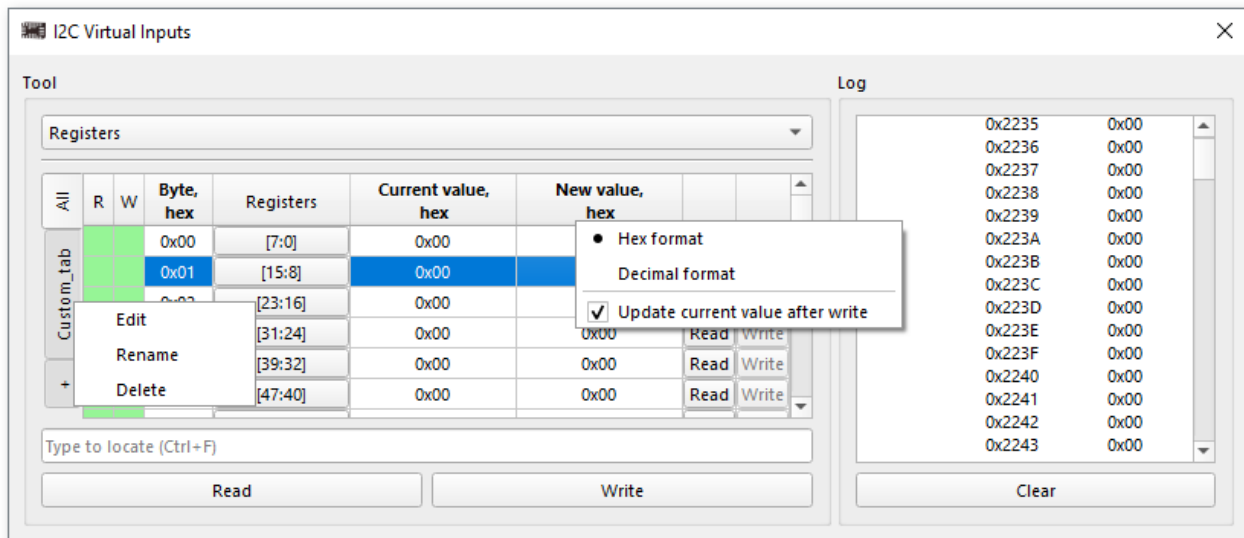 I2C Virtual Inputs
Tool
Registers
All
Custom_tab
+
R W Byte, hex Registers Current value, hex New value, hex
0x00 [7:0] 0x00
0x01 [15:8] 0x00
[23:16] 0x00
[31:24] 0x00 0x00 Read Write
[39:32] 0x00 0x00 Read Write
[47:40] 0x00 0x00 Read Write
Edit
Rename
Delete
Hex format
Decimal format
Update current value after write
Type to locate (Ctrl+F)
Read Write
Log
0x2235 0x00
0x2236 0x00
0x2237 0x00
0x2238 0x00
0x2239 0x00
0x223A 0x00
0x223B 0x00
0x223C 0x00
0x223D 0x00
0x223E 0x00
0x223F 0x00
0x2240 0x00
0x2241 0x00
0x2242 0x00
0x2243 0x00
Clear